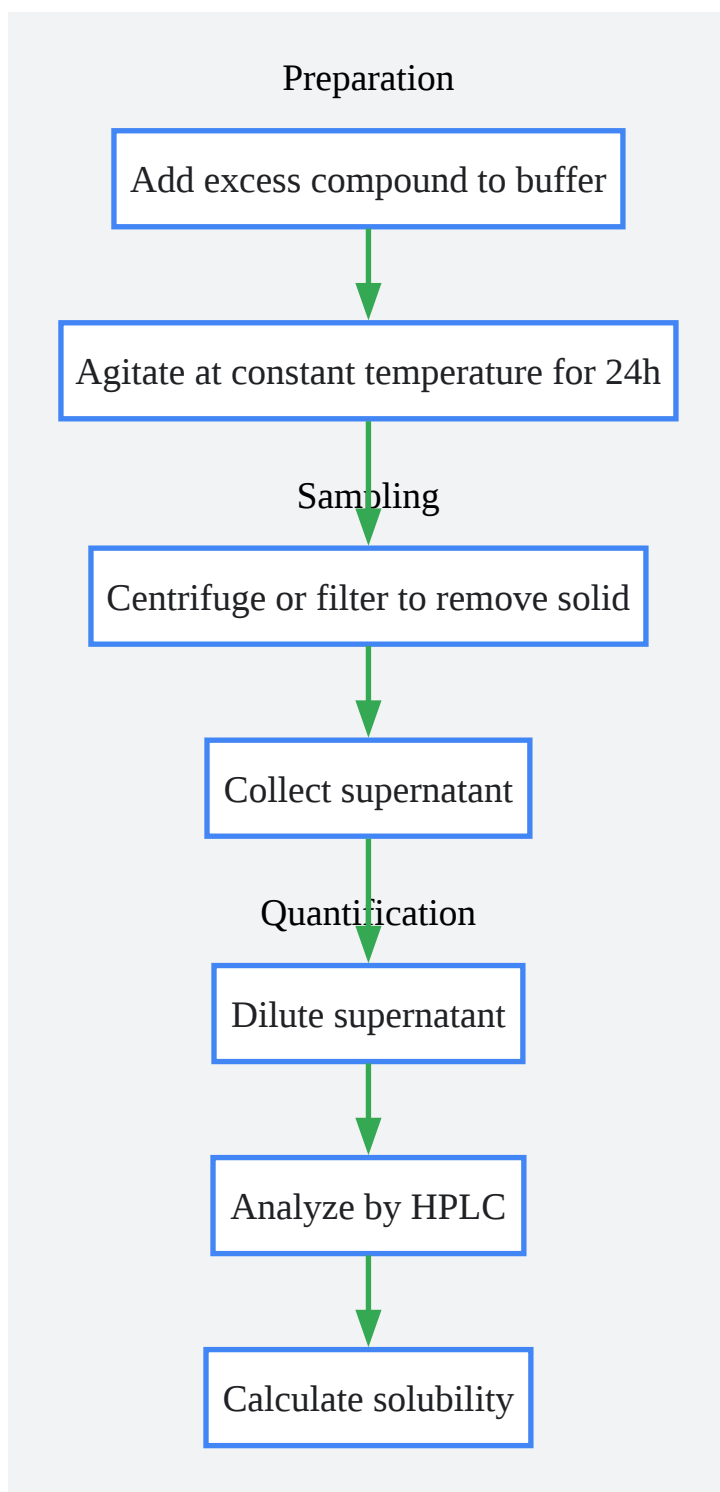 Preparation
Add excess compound to buffer
Agitate at constant temperature for 24h
Sampling
Centrifuge or filter to remove solid
Collect supernatant
Quantification
Dilute supernatant
Analyze by HPLC
Calculate solubility